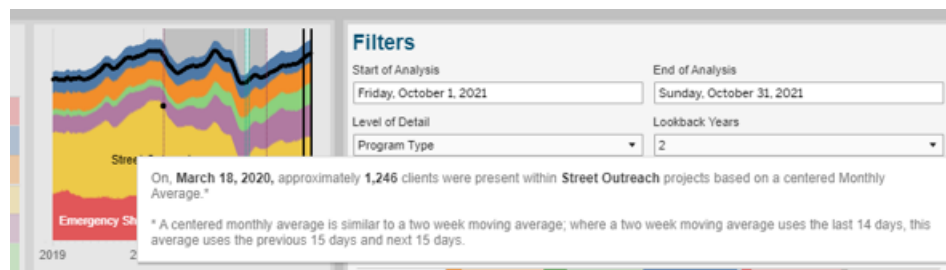 Filters
Start of Analysis
End of Analysis
Friday, October 1, 2021
Sunday, October 31, 2021
Level of Detail
Lookback Years
Program Type
2
On, March 18, 2020, approximately 1,246 clients were present within Street Outreach projects based on a centered Monthly
Average.*
* A centered monthly average is similar to a two week moving average; where a two week moving average uses the last 14 days, this
average uses the previous 15 days and next 15 days.
Emergency Sh
2019
2